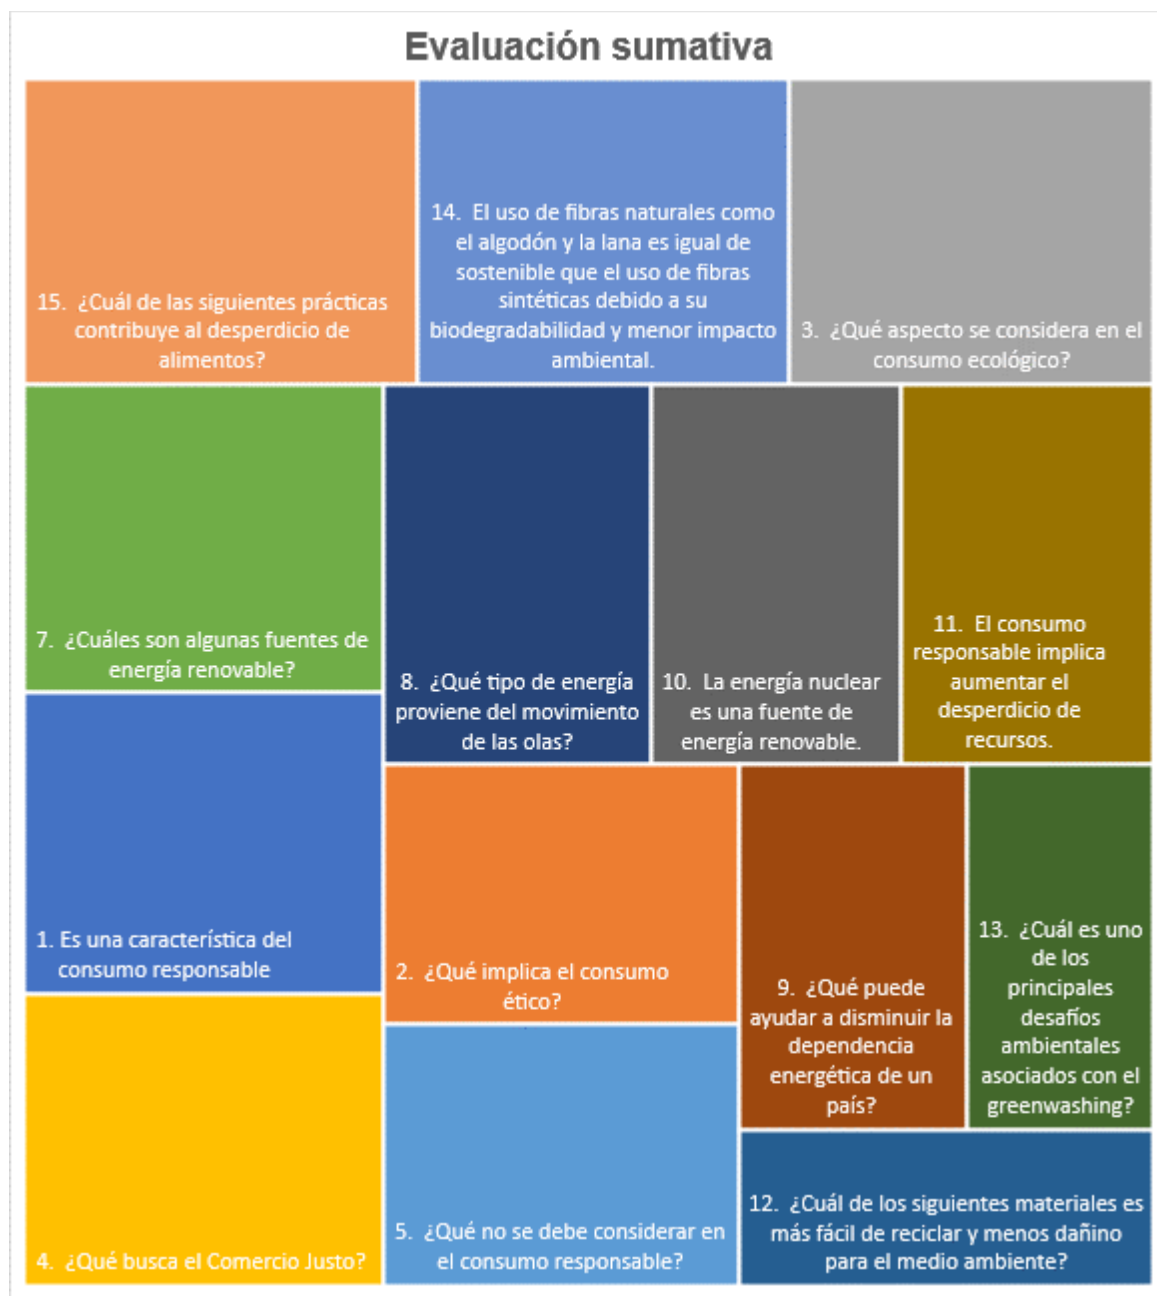 Evaluación sumativa
15. ¿Cuál de las siguientes prácticas
contribuye al desperdicio de
alimentos?
14. El uso de fibras naturales como
el algodón y la lana es igual de
sostenible que el uso de fibras
sintéticas debido a su
biodegradabilidad y menor impacto
ambiental.
3. ¿Qué aspecto se considera en el
consumo ecológico?
7. ¿Cuáles son algunas fuentes de
energía renovable?
8. ¿Qué tipo de energía
proviene del movimiento
de las olas?
10. La energía nuclear
es una fuente de
energía renovable.
11. El consumo
responsable implica
aumentar el
desperdicio de
recursos.
1. Es una característica del
consumo responsable
2. ¿Qué implica el consumo
ético?
9. ¿Qué puede
ayudar a disminuir la
dependencia
energética de un
país?
13. ¿Cuál es uno
de los
principales
desafíos
ambientales
asociados con el
greenwashing?
4. ¿Qué busca el Comercio Justo?
5. ¿Qué no se debe considerar en
el consumo responsable?
12. ¿Cuál de los siguientes materiales es
más fácil de reciclar y menos dañino
para el medio ambiente?